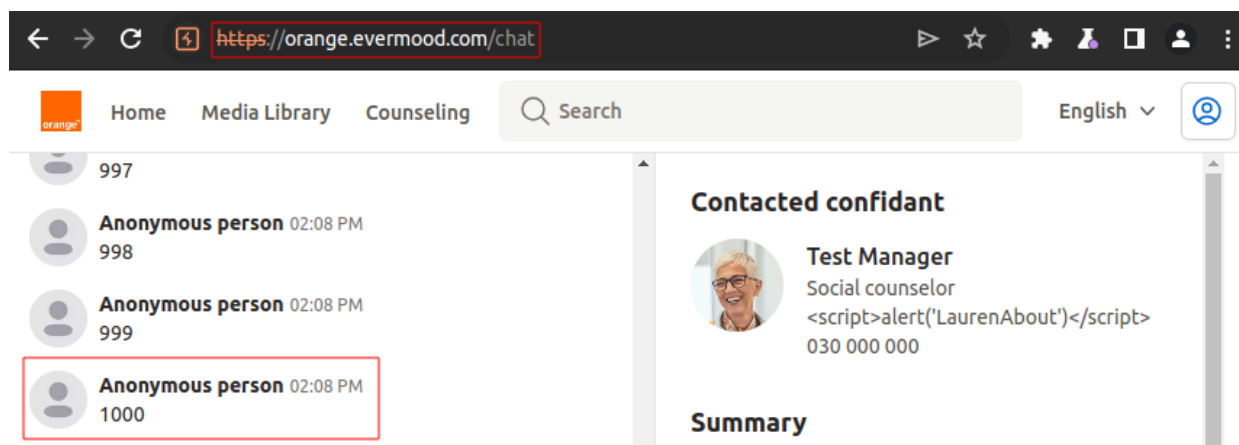 https://orange.evermood.com/chat
orange™
Home Media Library Counseling Search English
997
Anonymous person 02:08 PM
998
Anonymous person 02:08 PM
999
Anonymous person 02:08 PM
1000
Contacted confidant
Test Manager
Social counselor
<script>alert('LaurenAbout')</script>
030 000 000
Summary